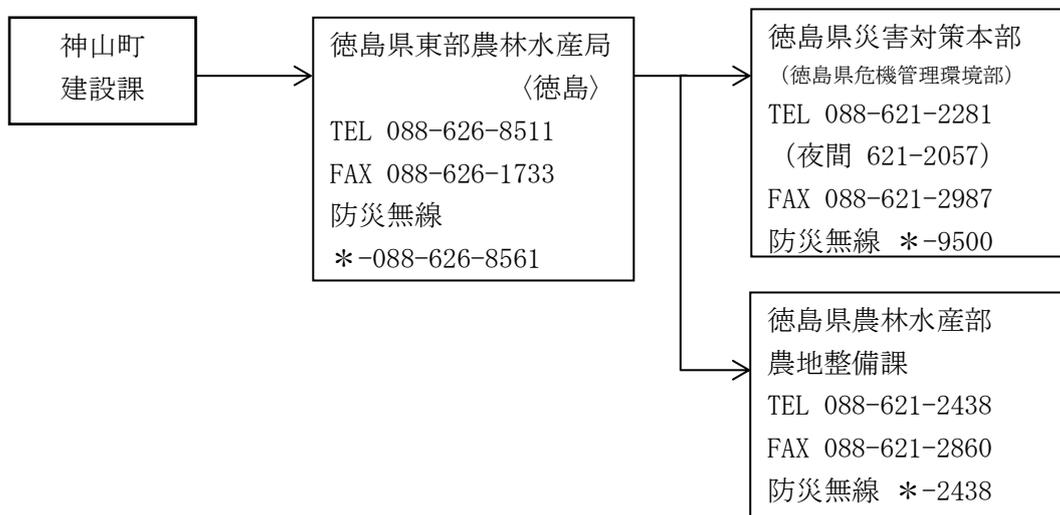 神山町
建設課
徳島県東部農林水産局
〈徳島〉
TEL 088-626-8511
FAX 088-626-1733
防災無線
＊-088-626-8561
徳島県災害対策本部
（徳島県危機管理環境部）
TEL 088-621-2281
（夜間 621-2057）
FAX 088-621-2987
防災無線 ＊-9500
徳島県農林水産部
農地整備課
TEL 088-621-2438
FAX 088-621-2860
防災無線 ＊-2438